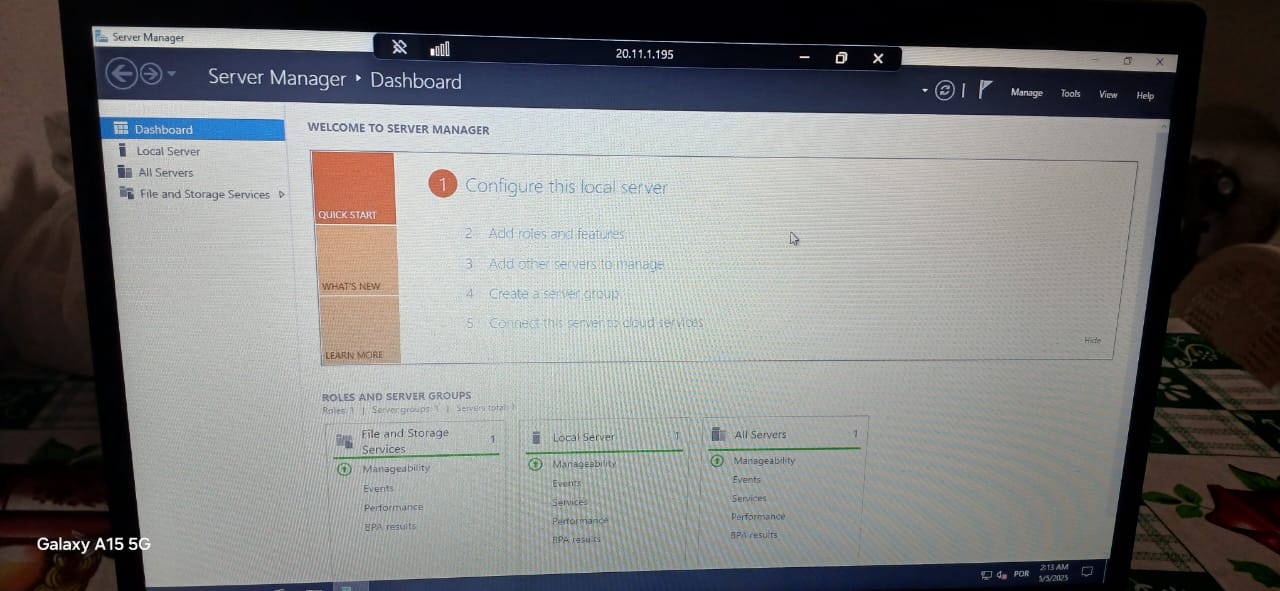 Server Manager
20.11.1.195
Server Manager ‣ Dashboard
Manage Tools View Help
Dashboard
Local Server
All Servers
File and Storage Services
WELCOME TO SERVER MANAGER
QUICK START
WHAT'S NEW
LEARN MORE
1 Configure this local server
2 Add roles and features
3 Add other servers to manage
4 Create a server group
5 Connect this server to cloud services
Hide
ROLES AND SERVER GROUPS
Roles: 1 | Server groups: 1 | Servers total: 1
File and Storage Services 1
Manageability
Events
Performance
BPA results
Local Server 1
Manageability
Events
Services
Performance
BPA results
All Servers 1
Manageability
Events
Services
Performance
BPA results
POR
2:13 AM
5/5/2025
Galaxy A15 5G